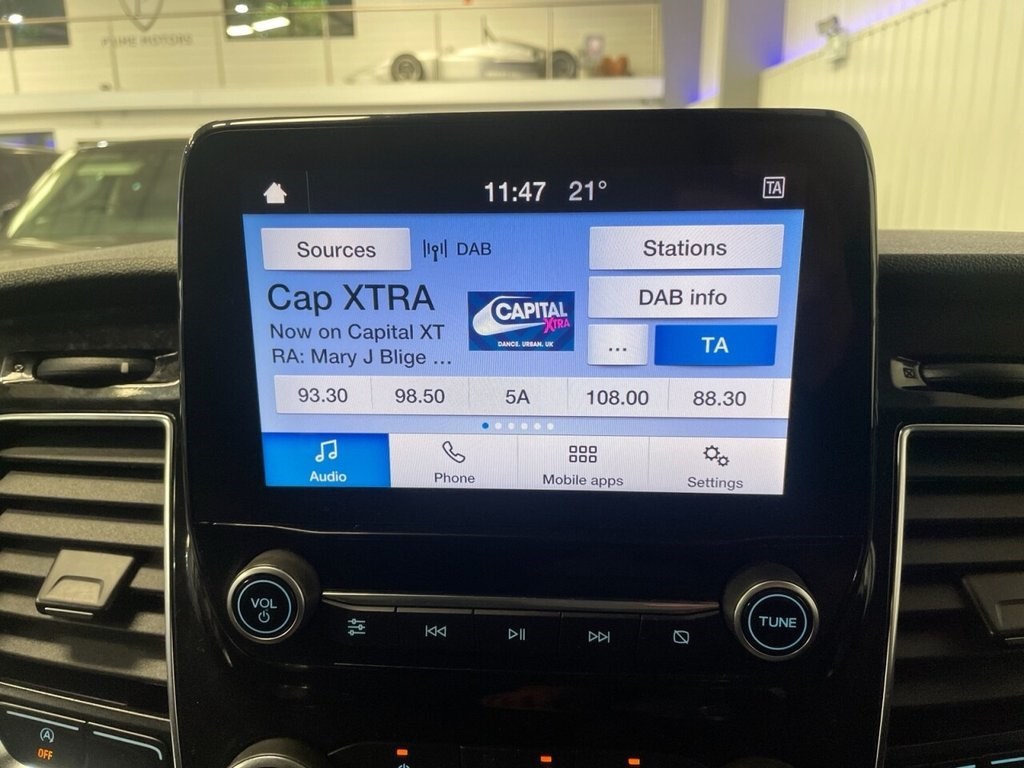 11:47 21°
TA
Sources
DAB
Stations
Cap XTRA
Now on Capital XT
RA: Mary J Blige ...
CAPITAL
XTRA
DANCE. URBAN. UK
DAB info
...
TA
93.30
98.50
5A
108.00
88.30
Audio
Phone
Mobile apps
Settings
VOL
TUNE
A
OFF